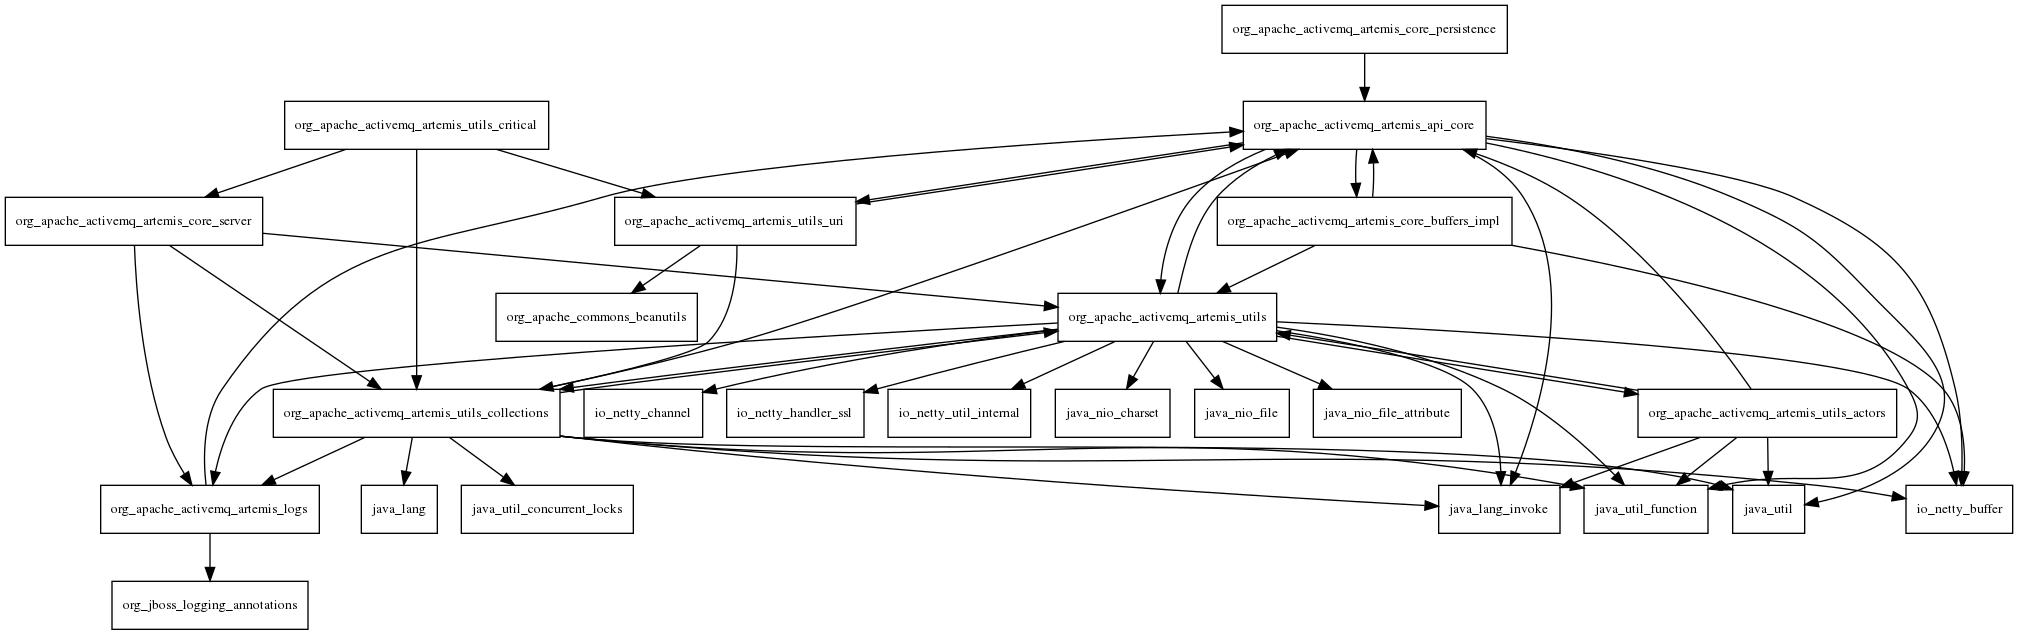 org_apache_activemq_artemis_core_persistence
org_apache_activemq_artemis_utils_critical
org_apache_activemq_artemis_api_core
org_apache_activemq_artemis_core_server
org_apache_activemq_artemis_utils_uri
org_apache_activemq_artemis_core_buffers_impl
org_apache_commons_beanutils
org_apache_activemq_artemis_utils
org_apache_activemq_artemis_utils_collections
io_netty_channel
io_netty_handler_ssl
io_netty_util_internal
java_nio_charset
java_nio_file
java_nio_file_attribute
org_apache_activemq_artemis_utils_actors
org_apache_activemq_artemis_logs
java_lang
java_util_concurrent_locks
java_lang_invoke
java_util_function
java_util
io_netty_buffer
org_jboss_logging_annotations